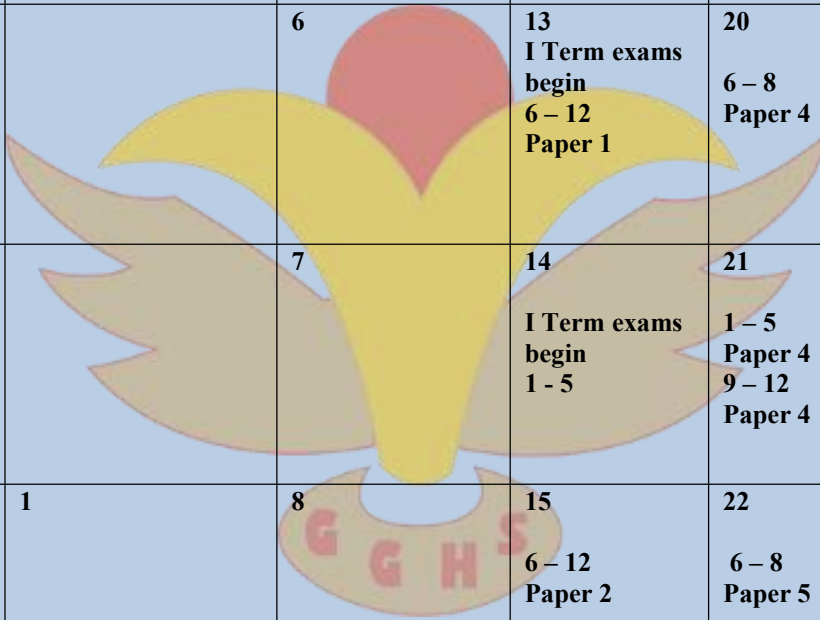 6
13
I Term exams
begin
6 – 12
Paper 1
20
6 – 8
Paper 4
7
14
I Term exams
begin
1 - 5
21
1 – 5
Paper 4
9 – 12
Paper 4
1
8
15
6 – 12
Paper 2
22
6 – 8
Paper 5
G G H S